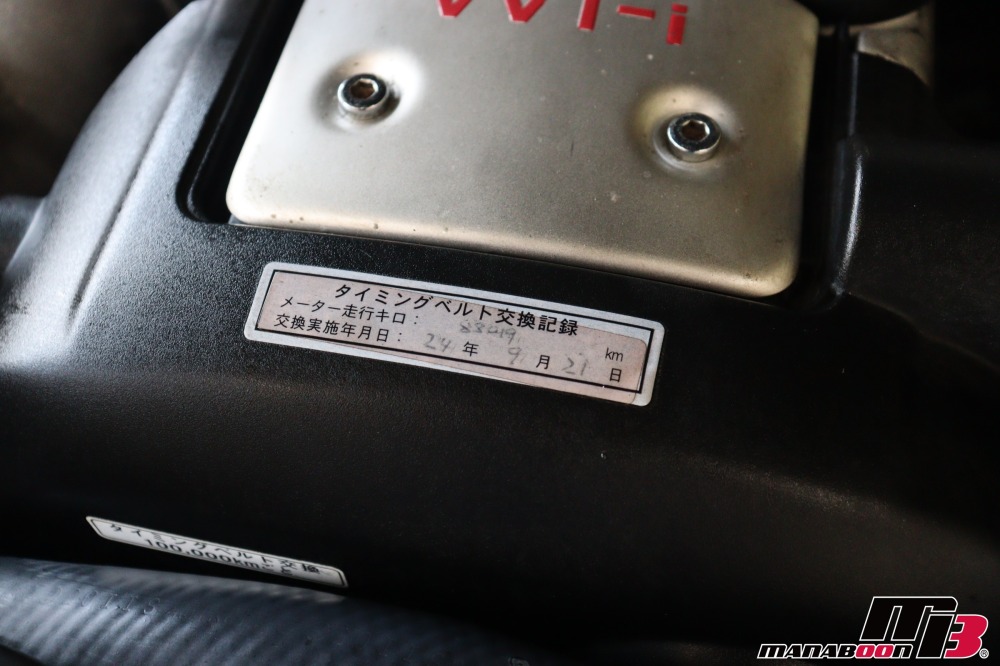 VVT-i
タイミングベルト交換記録
メーター走行キロ： km
交換実施年月日： 24 年 9 月 21 日
タイミングベルト交換
100,000kmごと
MANABOON